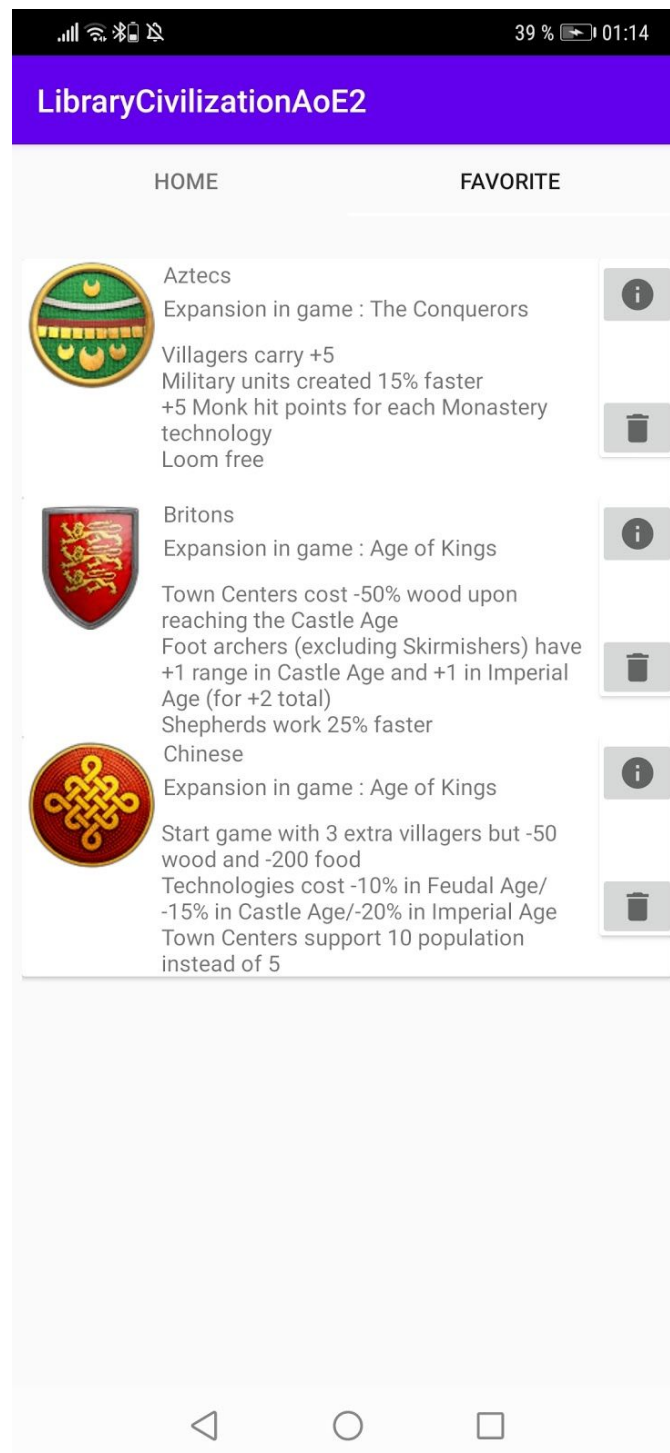 39 % 01:14
LibraryCivilizationAoE2
HOME FAVORITE
Aztecs
Expansion in game : The Conquerors
Villagers carry +5
Military units created 15% faster
+5 Monk hit points for each Monastery
technology
Loom free
Britons
Expansion in game : Age of Kings
Town Centers cost -50% wood upon
reaching the Castle Age
Foot archers (excluding Skirmishers) have
+1 range in Castle Age and +1 in Imperial
Age (for +2 total)
Shepherds work 25% faster
Chinese
Expansion in game : Age of Kings
Start game with 3 extra villagers but -50
wood and -200 food
Technologies cost -10% in Feudal Age/
-15% in Castle Age/-20% in Imperial Age
Town Centers support 10 population
instead of 5